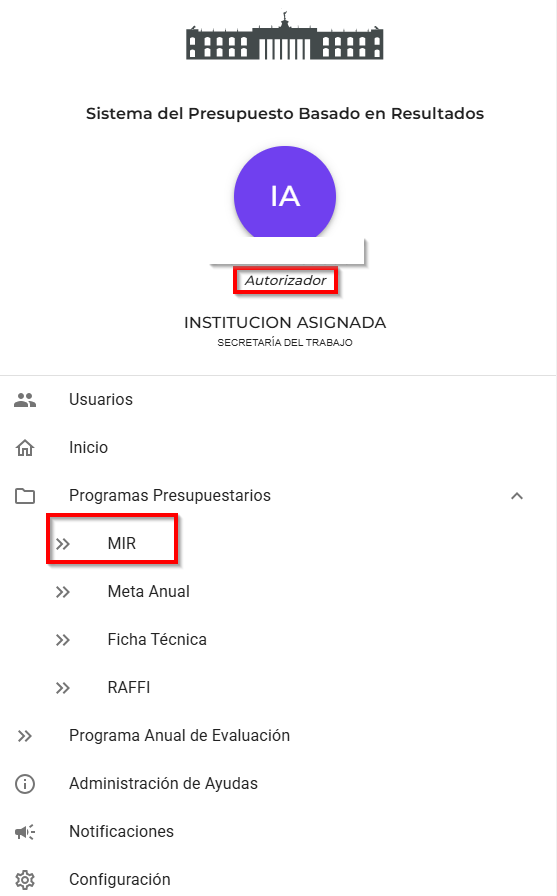 Sistema del Presupuesto Basado en Resultados
IA
Autorizador
INSTITUCION ASIGNADA
SECRETARÍA DEL TRABAJO
Usuarios
Inicio
Programas Presupuestarios
MIR
Meta Anual
Ficha Técnica
RAFFI
Programa Anual de Evaluación
Administración de Ayudas
Notificaciones
Configuración